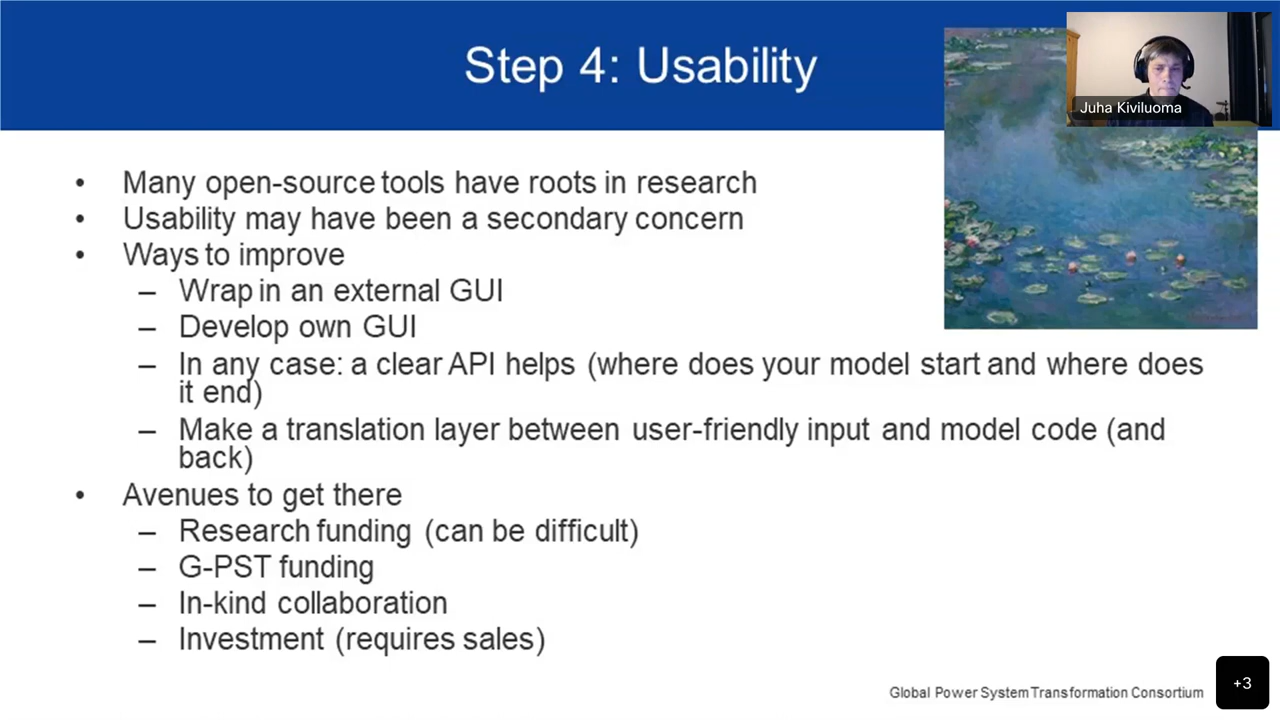 Step 4: Usability
Juha Kiviluoma
• Many open-source tools have roots in research
• Usability may have been a secondary concern
• Ways to improve
– Wrap in an external GUI
– Develop own GUI
– In any case: a clear API helps (where does your model start and where does
it end)
– Make a translation layer between user-friendly input and model code (and
back)
• Avenues to get there
– Research funding (can be difficult)
– G-PST funding
– In-kind collaboration
– Investment (requires sales)
Global Power System Transformation Consortium
+3